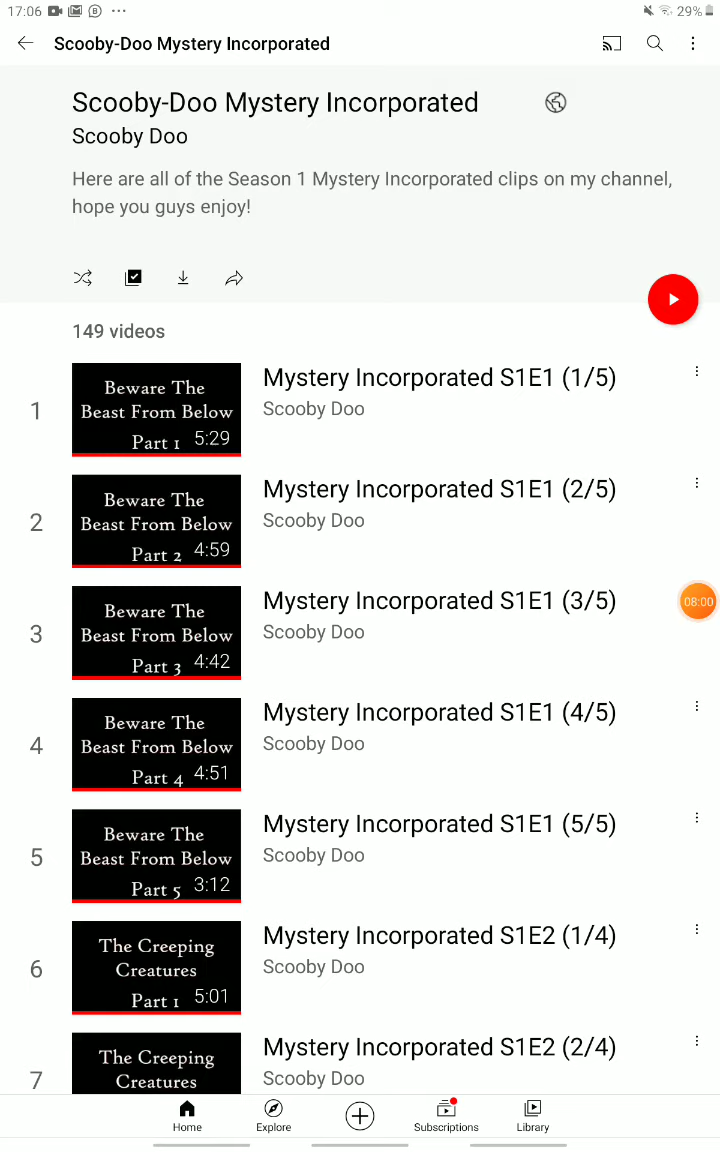 17:06 29%
Scooby-Doo Mystery Incorporated
Scooby-Doo Mystery Incorporated
Scooby Doo
Here are all of the Season 1 Mystery Incorporated clips on my channel,
hope you guys enjoy!
149 videos
1
Beware The
Beast From Below
Part 1 5:29
Mystery Incorporated S1E1 (1/5)
Scooby Doo
2
Beware The
Beast From Below
Part 2 4:59
Mystery Incorporated S1E1 (2/5)
Scooby Doo
3
Beware The
Beast From Below
Part 3 4:42
Mystery Incorporated S1E1 (3/5)
Scooby Doo
08:00
4
Beware The
Beast From Below
Part 4 4:51
Mystery Incorporated S1E1 (4/5)
Scooby Doo
5
Beware The
Beast From Below
Part 5 3:12
Mystery Incorporated S1E1 (5/5)
Scooby Doo
6
The Creeping
Creatures
Part 1 5:01
Mystery Incorporated S1E2 (1/4)
Scooby Doo
7
The Creeping
Creatures
Mystery Incorporated S1E2 (2/4)
Scooby Doo
Home Explore Subscriptions Library